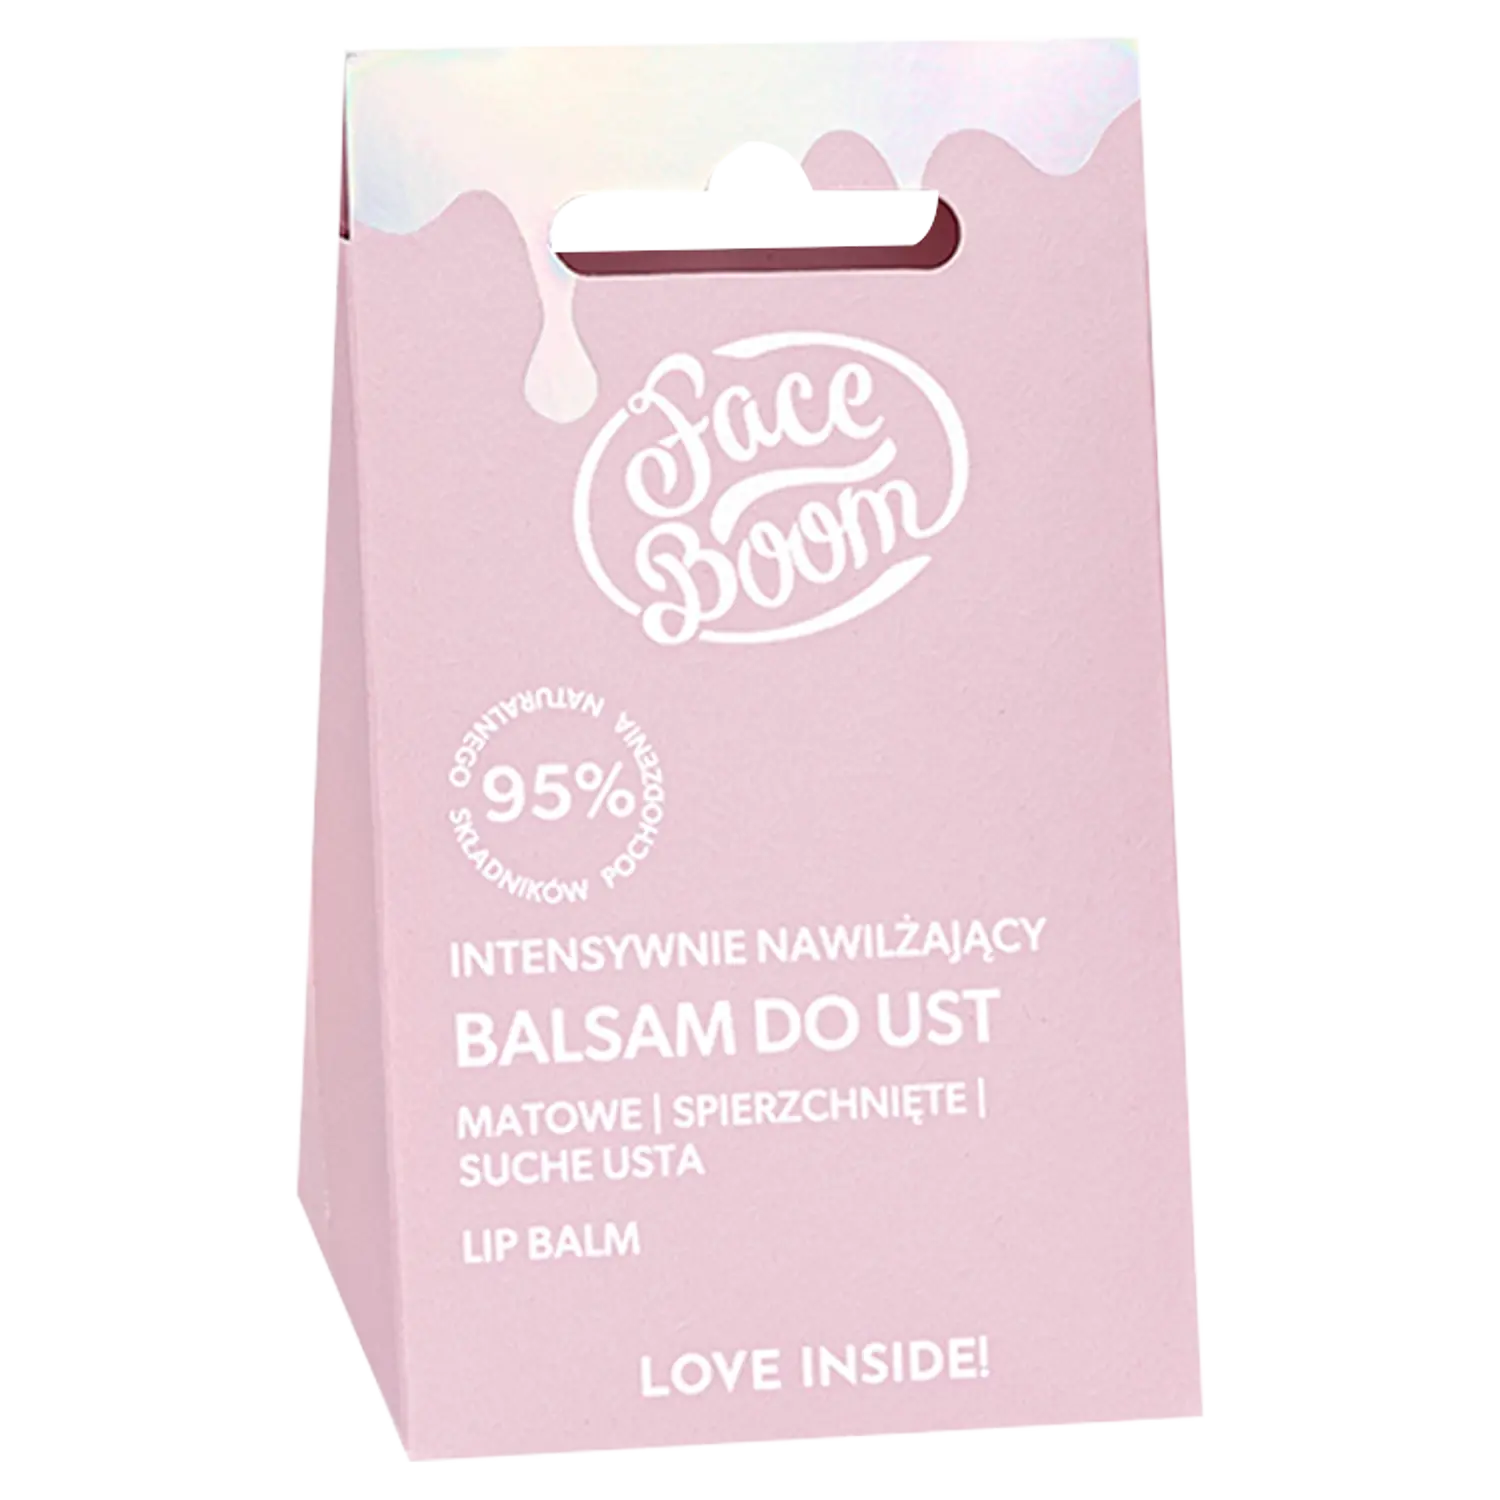 Face
Boom
95%
SKŁADNIKÓW POCHODZENIA NATURALNEGO
INTENSYWNIE NAWILŻAJĄCY
BALSAM DO UST
MATOWE | SPIERZCHNIĘTE |
SUCHE USTA
LIP BALM
LOVE INSIDE!